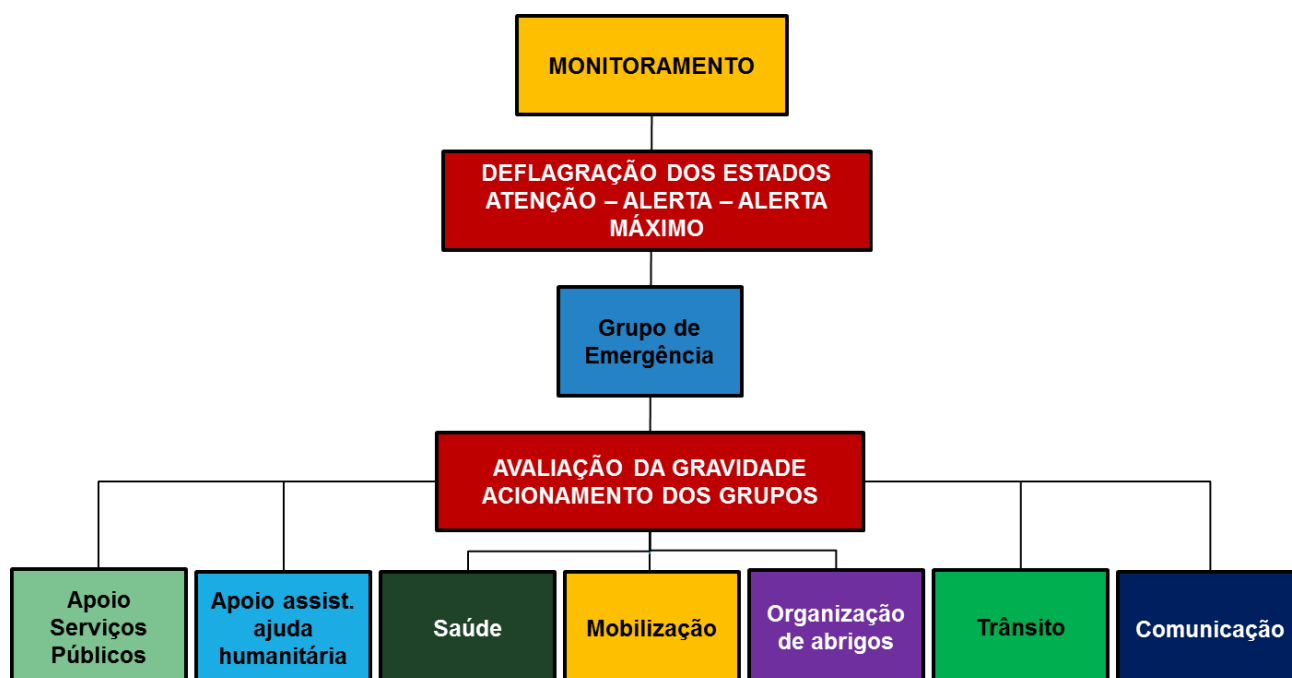 MONITORAMENTO
DEFLAGRAÇÃO DOS ESTADOS
ATENÇÃO – ALERTA – ALERTA
MÁXIMO
Grupo de
Emergência
AVALIAÇÃO DA GRAVIDADE
ACIONAMENTO DOS GRUPOS
Apoio
Serviços
Públicos
Apoio assist.
ajuda
humanitária
Saúde
Mobilização
Organização
de abrigos
Trânsito
Comunicação